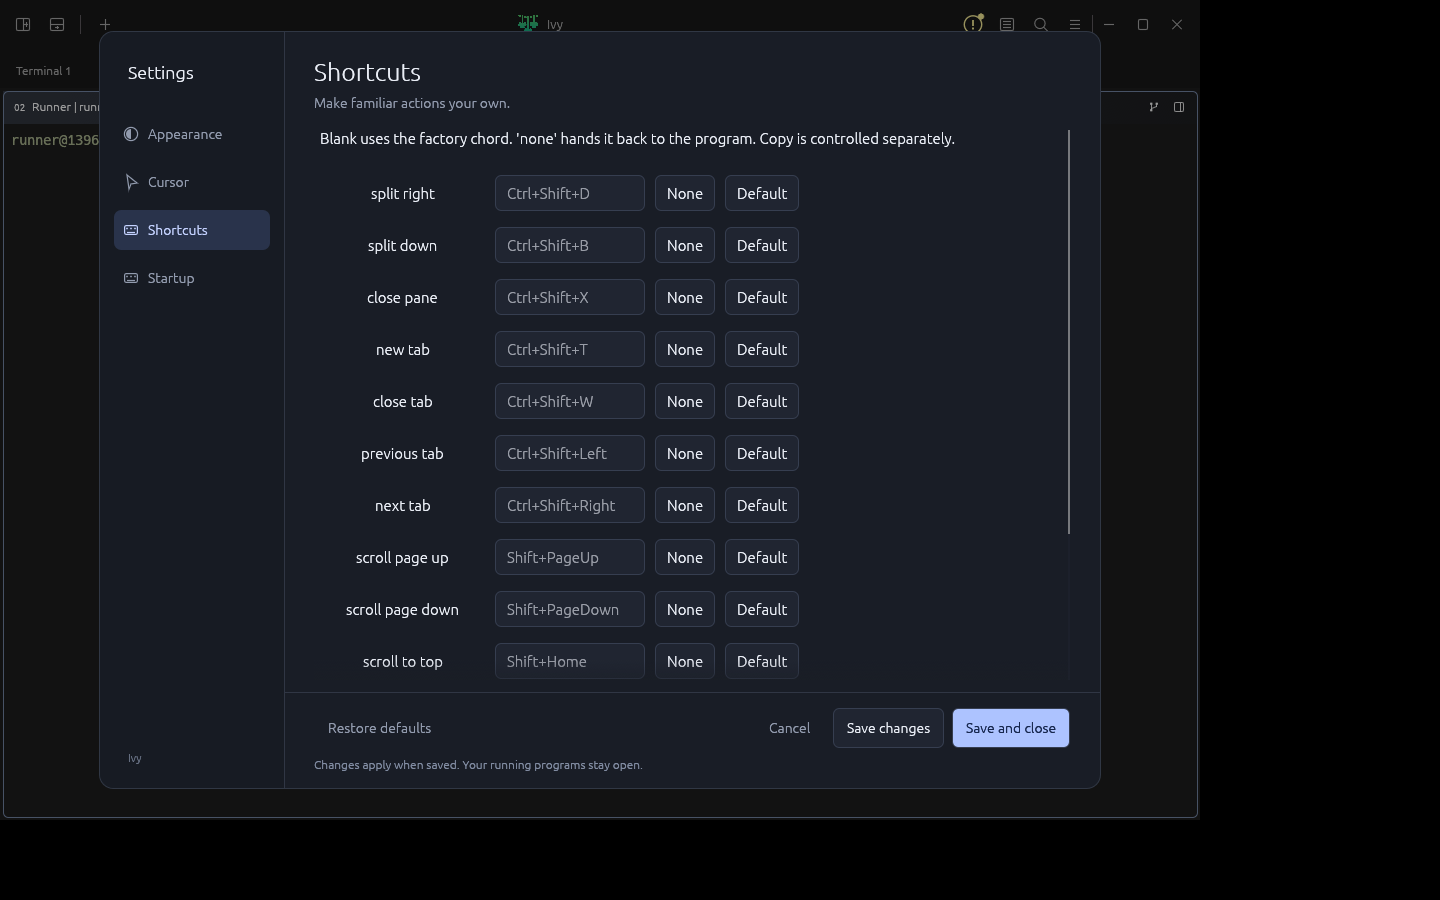 Ivy
Terminal 1
02 Runner | runn
runner@1396
Settings
Appearance
Cursor
Shortcuts
Startup
Ivy
Shortcuts
Make familiar actions your own.
Blank uses the factory chord. 'none' hands it back to the program. Copy is controlled separately.
split right Ctrl+Shift+D None Default
split down Ctrl+Shift+B None Default
close pane Ctrl+Shift+X None Default
new tab Ctrl+Shift+T None Default
close tab Ctrl+Shift+W None Default
previous tab Ctrl+Shift+Left None Default
next tab Ctrl+Shift+Right None Default
scroll page up Shift+PageUp None Default
scroll page down Shift+PageDown None Default
scroll to top Shift+Home None Default
Restore defaults Cancel Save changes Save and close
Changes apply when saved. Your running programs stay open.